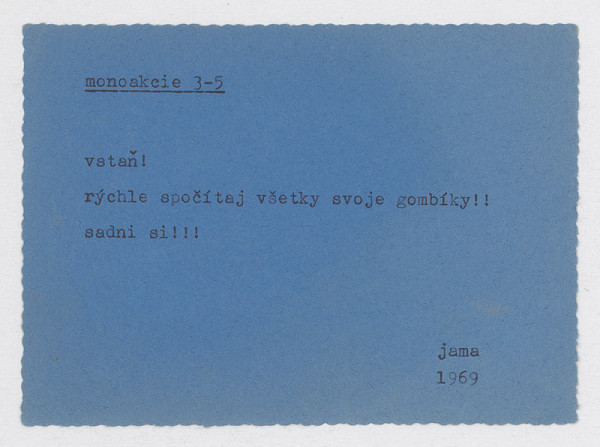 monoakcie 3-5
vstaň!
rýchle spočítaj všetky svoje gombíky!!
sadni si!!!
jama
1969